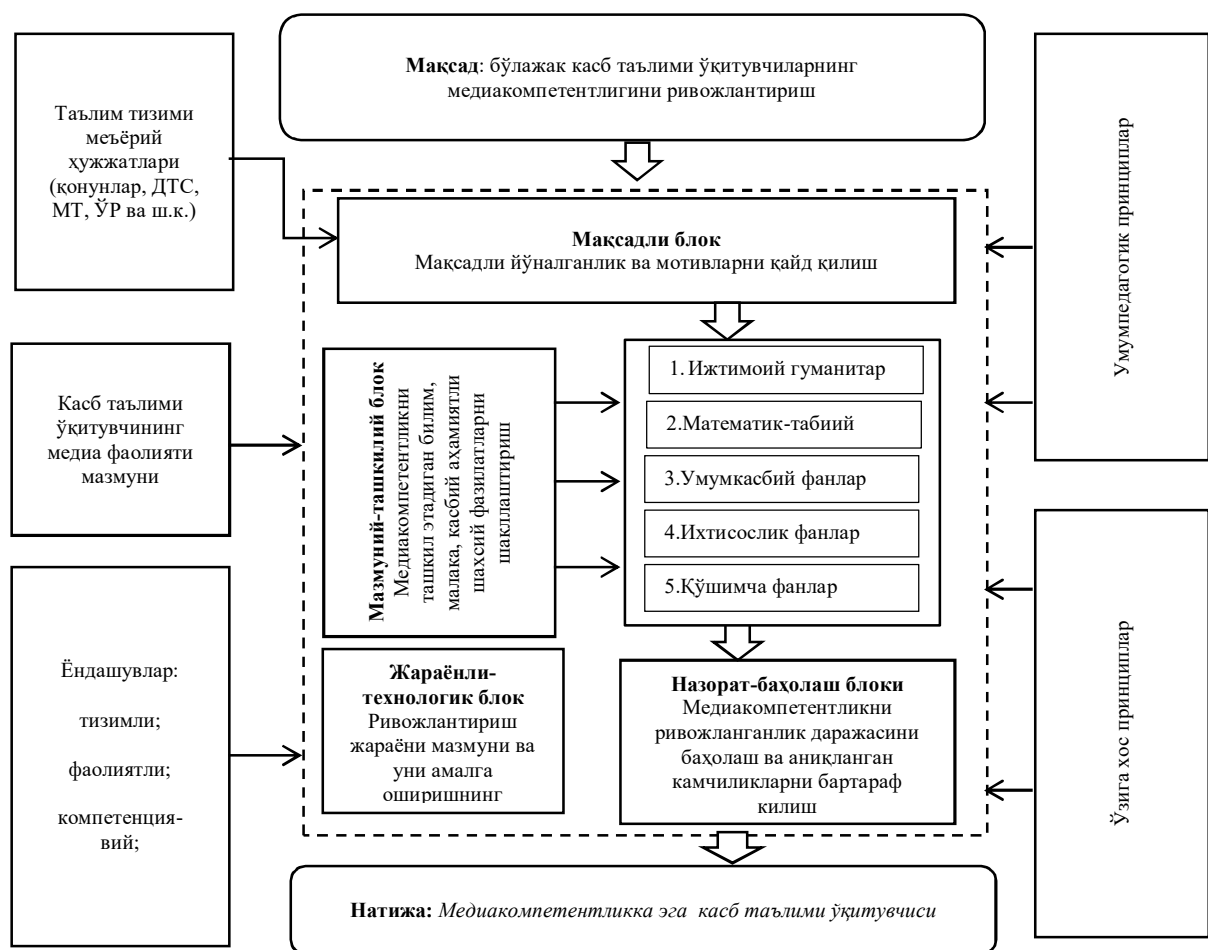 Мақсад: бўлажак касб таълими ўқитувчиларнинг
медиакомпетентлигини ривожлантириш
Таълим тизими
меъёрий
ҳужжатлари
(қонунлар, ДТС,
МТ, ЎР ва ш.к.)
Мақсадли блок
Мақсадли йўналганлик ва мотивларни қайд қилиш
Умумпедагогик принциплар
Касб таълими
ўқитувчининг
медиа фаолияти
мазмуни
Мазмуний-ташкилий блок
Медиакомпетентликни
ташкил этадиган билим,
малака, касбий аҳамиятли
шахсий фазилатларни
шакллаштириш
1. Ижтимоий гуманитар
2.Математик-табиий
3.Умумкасбий фанлар
4.Ихтисослик фанлар
5.Қўшимча фанлар
Ёндашувлар:
тизимли;
фаолиятли;
компетенция-
вий;
Жараёнли-
технологик блок
Ривожлантириш
жараёни мазмуни ва
уни амалга
оширишнинг
Назорат-баҳолаш блоки
Медиакомпетентликни
ривожланганлик даражасини
баҳолаш ва аниқланган
камчиликларни бартараф
килиш
Ўзига хос принциплар
Натижа: Медиакомпетентликка эга касб таълими ўқитувчиси